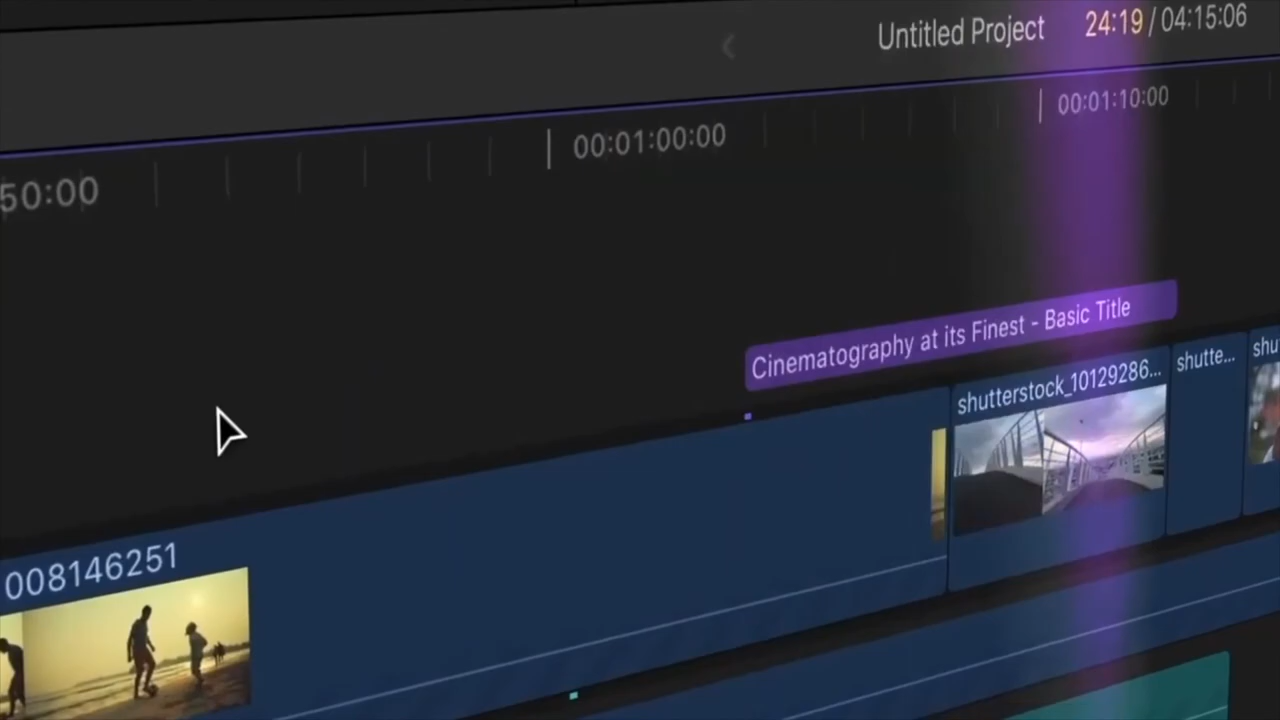 Untitled Project 24:19 / 04:15:06
50:00 00:01:00:00 00:01:10:00
Cinematography at its Finest - Basic Title
shutterstock_10129286... shutte... shu
008146251